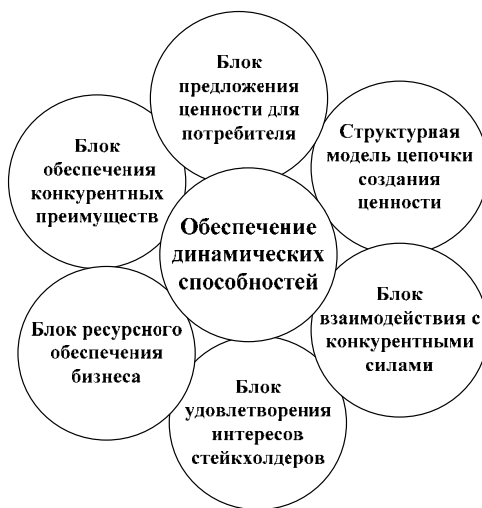 Блок
предложения
ценности для
потребителя
Структурная
модель цепочки
создания
ценности
Блок
взаимодействия с
конкурентными
силами
Блок
удовлетворения
интересов
стейкхолдеров
Блок ресурсного
обеспечения
бизнеса
Блок
обеспечения
конкурентных
преимуществ
Обеспечение
динамических
способностей